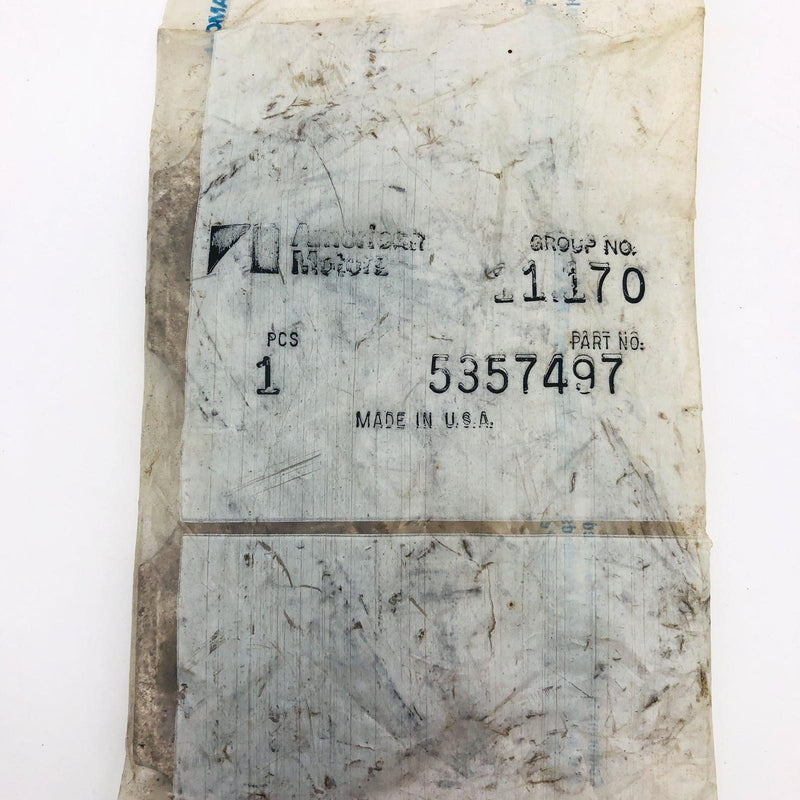 American
Motors
GROUP NO.
11.170
PCS
PART NO.
1
5357497
MADE IN U.S.A.